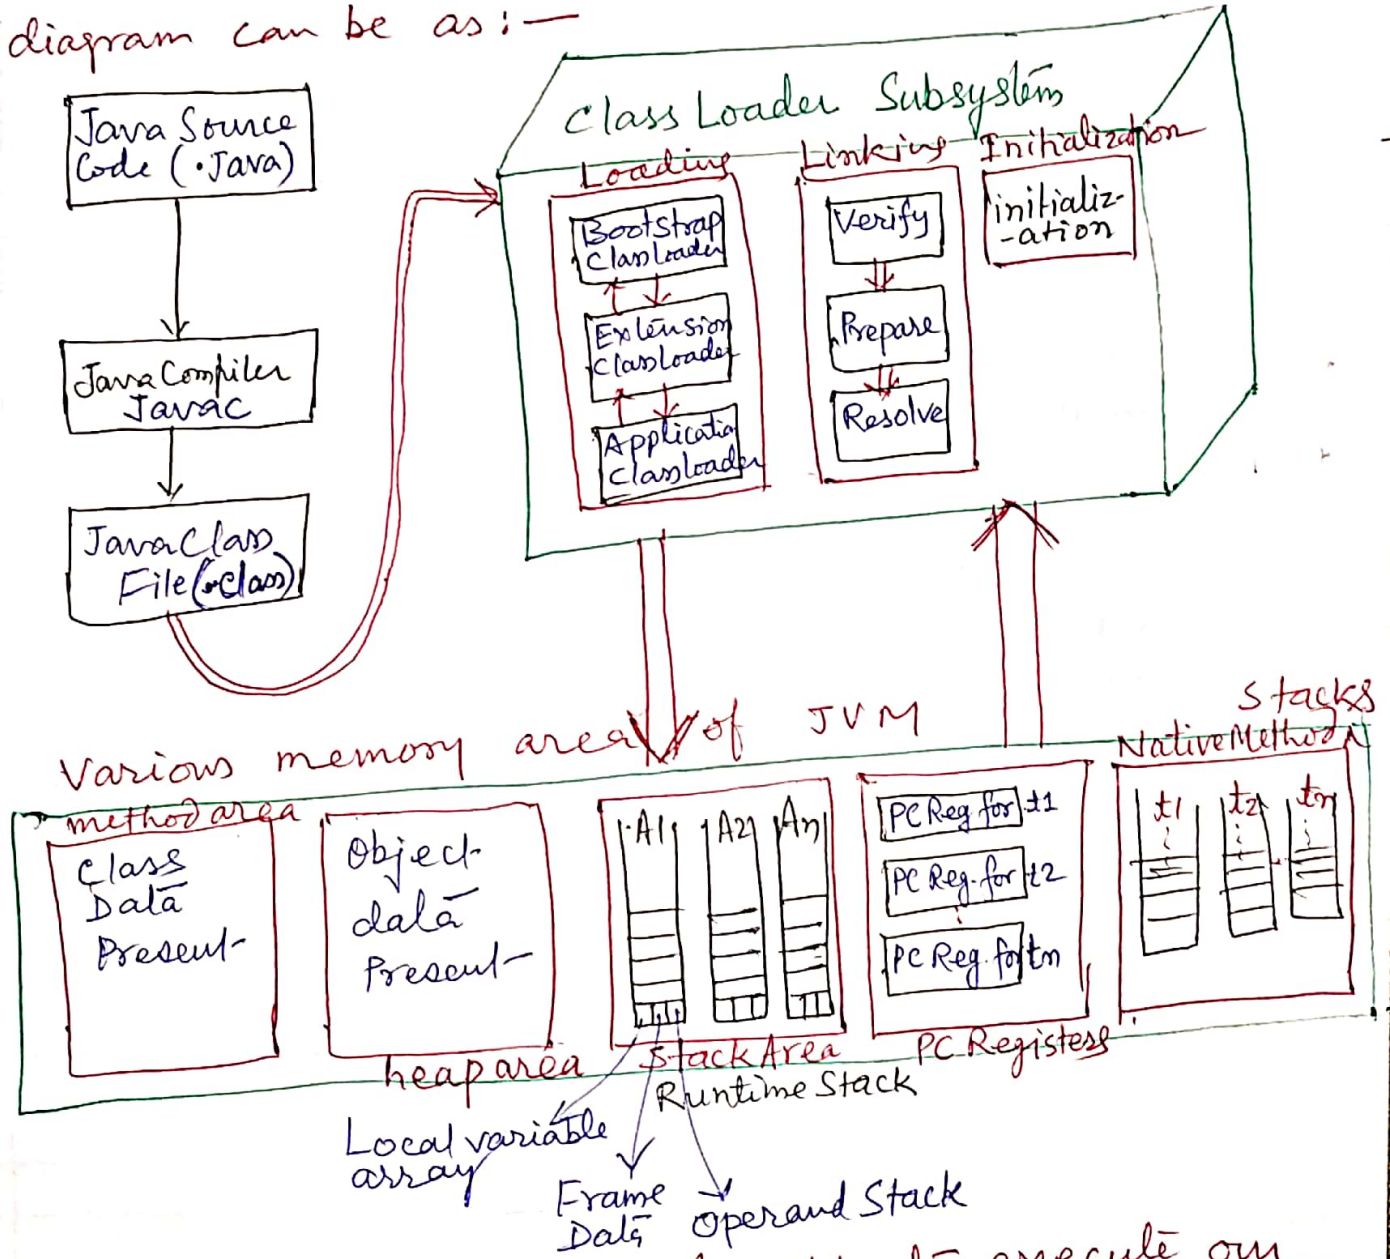 diagram can be as:—
Java Source
Code (.Java)
Java Compiler
Javac
Java Class
File(.Class)
Class Loader Subsystem
Loading
Bootstrap
ClassLoader
Extension
ClassLoader
Application
ClassLoader
Linking
Verify
Prepare
Resolve
Initialization
initializ-
-ation
Various memory area of JVM
method area
Class
Data
Present
Object
data
Present
heap area
A1 A2 An
Stack Area
Runtime Stack
Local variable
array
Frame
Data
Operand Stack
PC Reg. for t1
PC Reg. for t2
PC Reg. for tn
PC Registers
Stacks
Native Method
t1 t2 tn
execute our